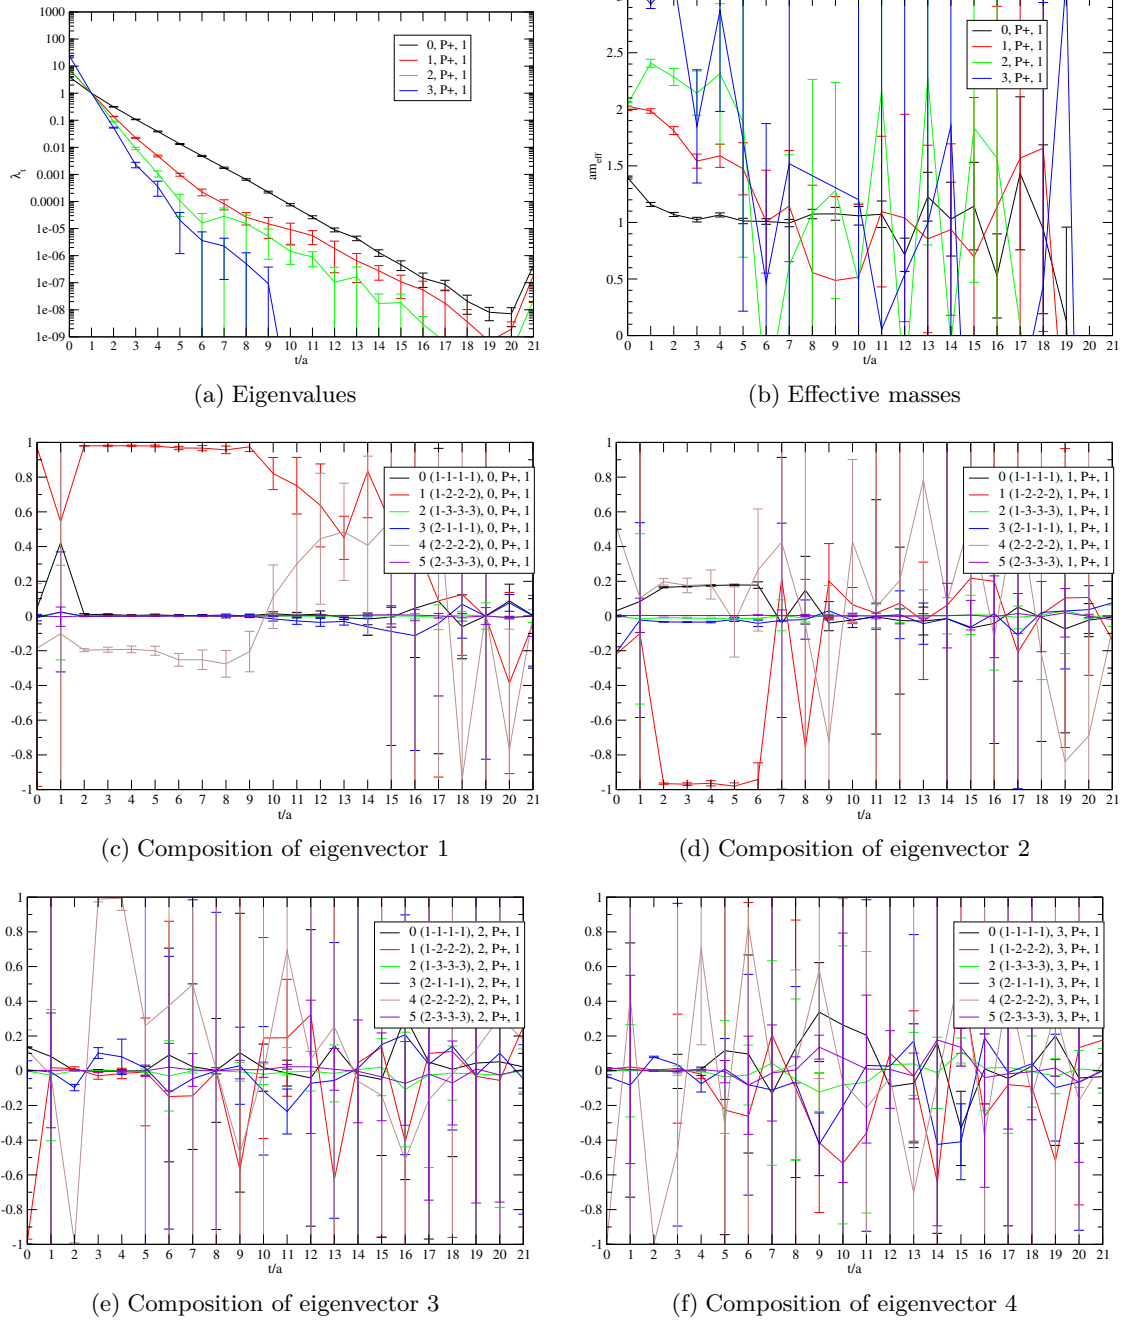 1000
100
10
1
0.1
0.01
0.001
0.0001
1e-05
1e-06
1e-07
1e-08
1e-09
λi
0 1 2 3 4 5 6 7 8 9 10 11 12 13 14 15 16 17 18 19 20 21
t/a
0, P+, 1
1, P+, 1
2, P+, 1
3, P+, 1
(a) Eigenvalues
2.5
2
1.5
1
0.5
0
am_eff
0 1 2 3 4 5 6 7 8 9 10 11 12 13 14 15 16 17 18 19 20 21
t/a
0, P+, 1
1, P+, 1
2, P+, 1
3, P+, 1
(b) Effective masses
1
0.8
0.6
0.4
0.2
0
-0.2
-0.4
-0.6
-0.8
-1
0 1 2 3 4 5 6 7 8 9 10 11 12 13 14 15 16 17 18 19 20 21
t/a
0 (1-1-1-1), 0, P+, 1
1 (1-2-2-2), 0, P+, 1
2 (1-3-3-3), 0, P+, 1
3 (2-1-1-1), 0, P+, 1
4 (2-2-2-2), 0, P+, 1
5 (2-3-3-3), 0, P+, 1
(c) Composition of eigenvector 1
1
0.8
0.6
0.4
0.2
0
-0.2
-0.4
-0.6
-0.8
-1
0 1 2 3 4 5 6 7 8 9 10 11 12 13 14 15 16 17 18 19 20 21
t/a
0 (1-1-1-1), 1, P+, 1
1 (1-2-2-2), 1, P+, 1
2 (1-3-3-3), 1, P+, 1
3 (2-1-1-1), 1, P+, 1
4 (2-2-2-2), 1, P+, 1
5 (2-3-3-3), 1, P+, 1
(d) Composition of eigenvector 2
1
0.8
0.6
0.4
0.2
0
-0.2
-0.4
-0.6
-0.8
-1
0 1 2 3 4 5 6 7 8 9 10 11 12 13 14 15 16 17 18 19 20 21
t/a
0 (1-1-1-1), 2, P+, 1
1 (1-2-2-2), 2, P+, 1
2 (1-3-3-3), 2, P+, 1
3 (2-1-1-1), 2, P+, 1
4 (2-2-2-2), 2, P+, 1
5 (2-3-3-3), 2, P+, 1
(e) Composition of eigenvector 3
1
0.8
0.6
0.4
0.2
0
-0.2
-0.4
-0.6
-0.8
-1
0 1 2 3 4 5 6 7 8 9 10 11 12 13 14 15 16 17 18 19 20 21
t/a
0 (1-1-1-1), 3, P+, 1
1 (1-2-2-2), 3, P+, 1
2 (1-3-3-3), 3, P+, 1
3 (2-1-1-1), 3, P+, 1
4 (2-2-2-2), 3, P+, 1
5 (2-3-3-3), 3, P+, 1
(f) Composition of eigenvector 4